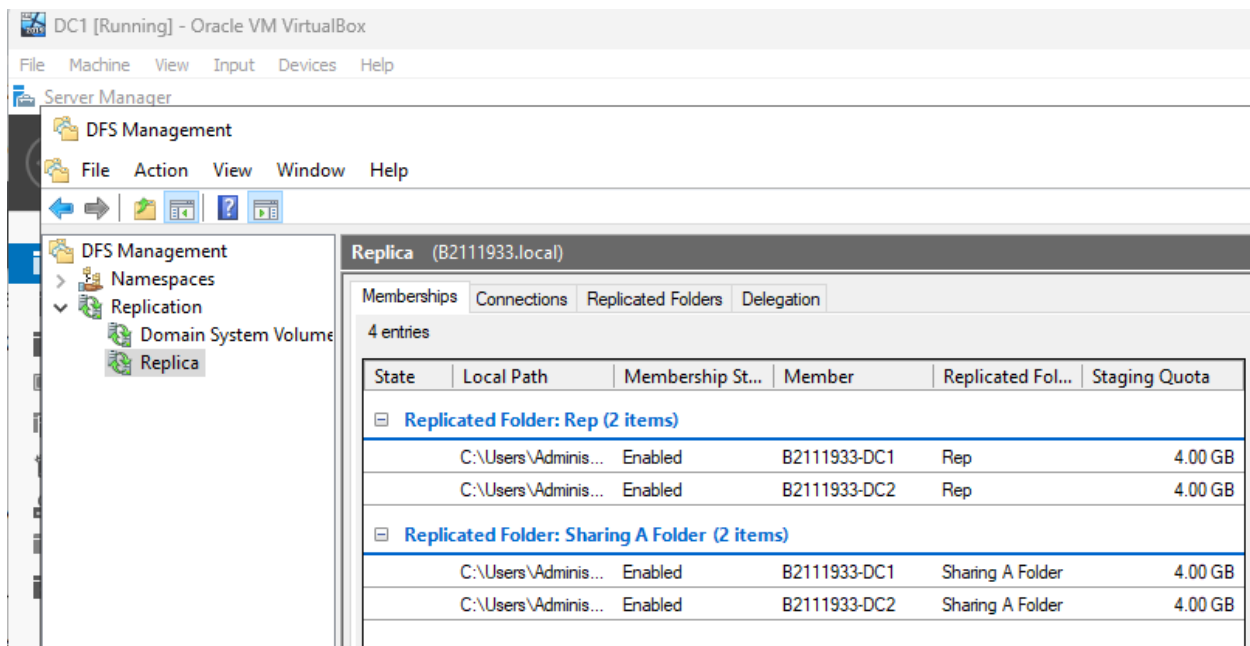 DC1 [Running] - Oracle VM VirtualBox
File Machine View Input Devices Help
Server Manager
DFS Management
File Action View Window Help
DFS Management
Namespaces
Replication
Domain System Volume
Replica
Replica (B2111933.local)
Memberships Connections Replicated Folders Delegation
4 entries
State Local Path Membership St... Member Replicated Fol... Staging Quota
Replicated Folder: Rep (2 items)
C:\Users\Adminis... Enabled B2111933-DC1 Rep 4.00 GB
C:\Users\Adminis... Enabled B2111933-DC2 Rep 4.00 GB
Replicated Folder: Sharing A Folder (2 items)
C:\Users\Adminis... Enabled B2111933-DC1 Sharing A Folder 4.00 GB
C:\Users\Adminis... Enabled B2111933-DC2 Sharing A Folder 4.00 GB